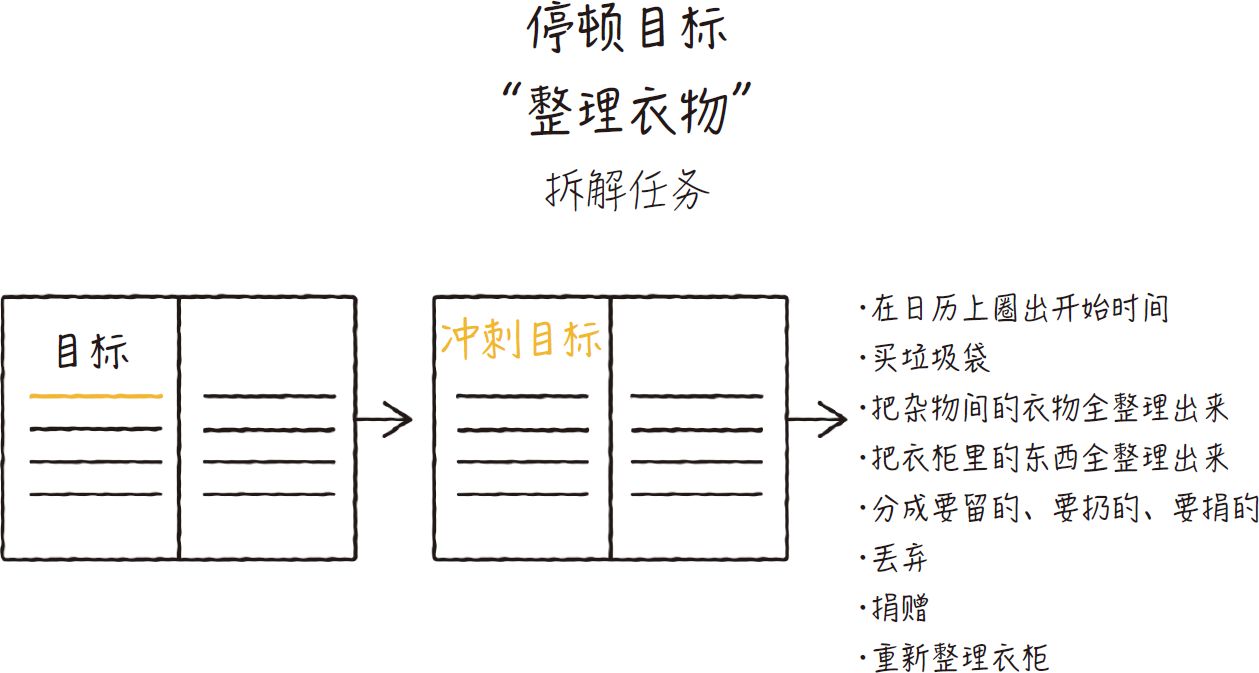 停顿目标
“整理衣物”
拆解任务
目标
冲刺目标
·在日历上圈出开始时间
·买垃圾袋
·把杂物间的衣物全整理出来
·把衣柜里的东西全整理出来
·分成要留的、要扔的、要捐的
·丢弃
·捐赠
·重新整理衣柜